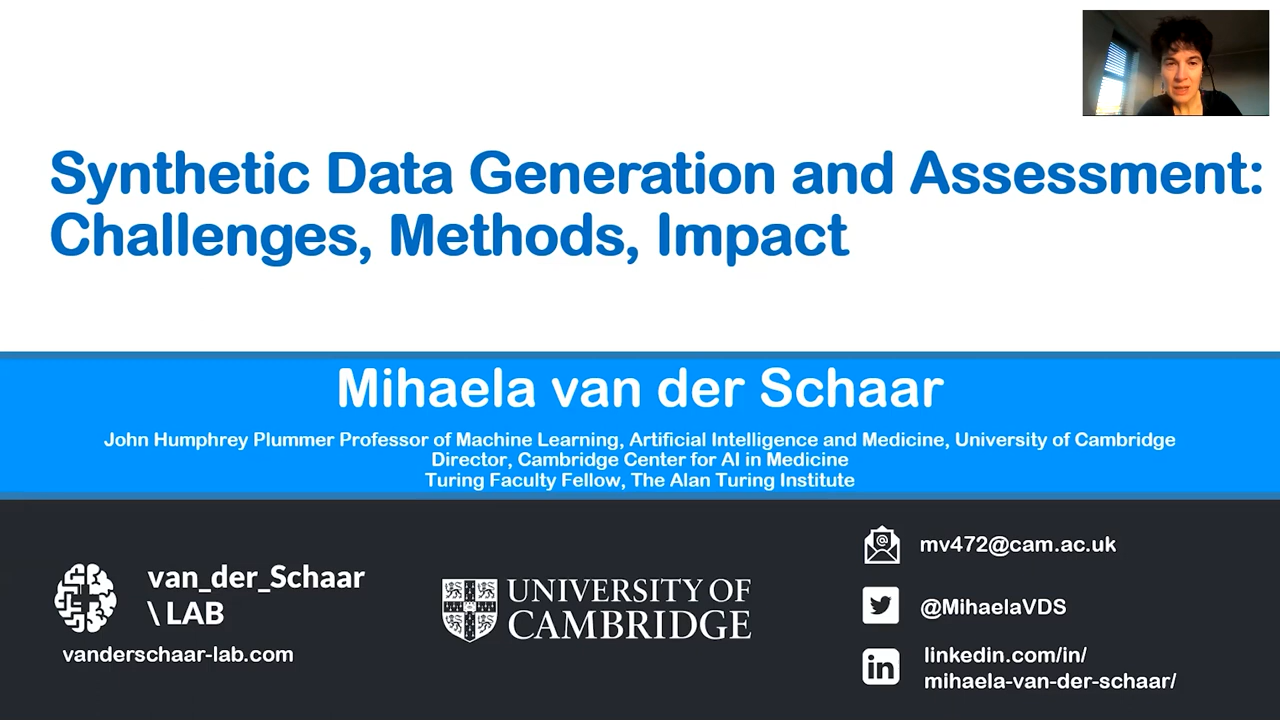 Synthetic Data Generation and Assessment:
Challenges, Methods, Impact
Mihaela van der Schaar
John Humphrey Plummer Professor of Machine Learning, Artificial Intelligence and Medicine, University of Cambridge
Director, Cambridge Center for AI in Medicine
Turing Faculty Fellow, The Alan Turing Institute
van_der_Schaar
\ LAB
vanderschaar-lab.com
UNIVERSITY OF
CAMBRIDGE
mv472@cam.ac.uk
@MihaelaVDS
linkedin.com/in/
mihaela-van-der-schaar/